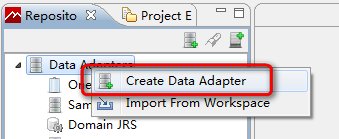 Reposito
Project E
Data Adapters
Create Data Adapter
One
Import From Workspace
Sam
Domain JRS